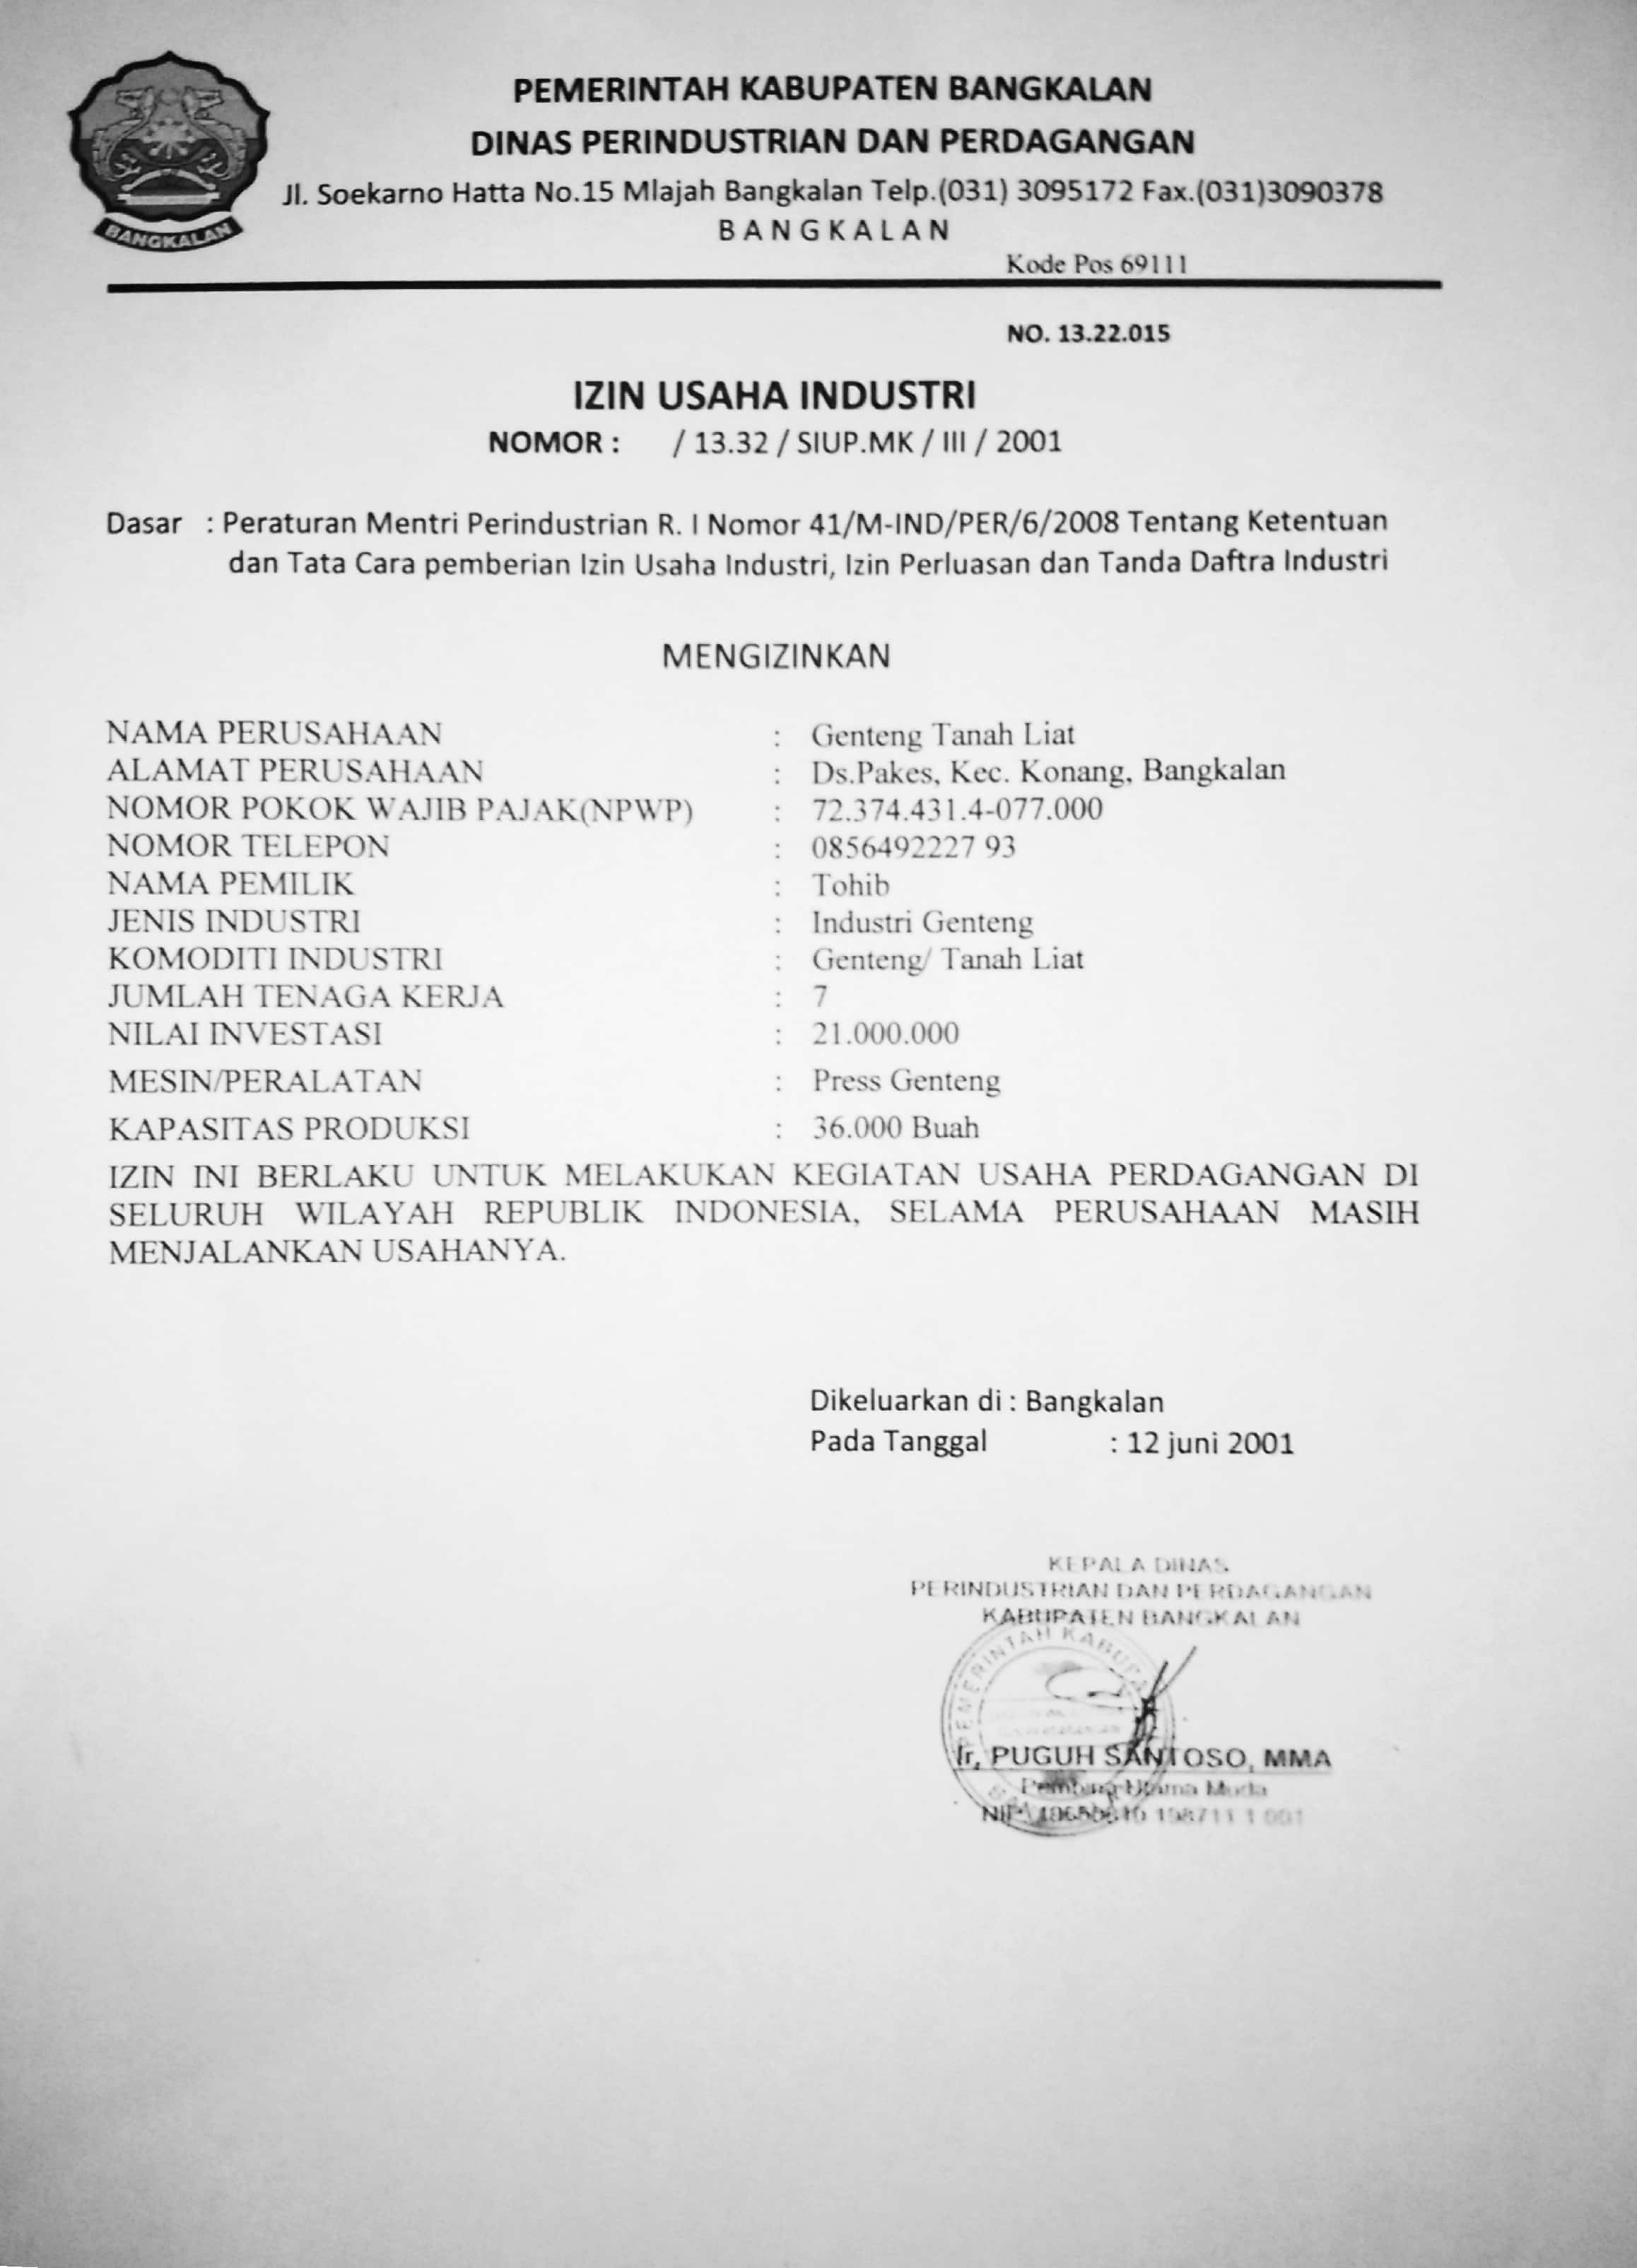 PEMERINTAH KABUPATEN BANGKALAN
DINAS PERINDUSTRIAN DAN PERDAGANGAN
Jl. Soekarno Hatta No.15 Mlajah Bangkalan Telp.(031) 3095172 Fax.(031)3090378
BANGKALAN
BANGKALAN
Kode Pos 69111
NO. 13.22.015
IZIN USAHA INDUSTRI
NOMOR : / 13.32 / SIUP.MK / III / 2001
Dasar : Peraturan Mentri Perindustrian R. I Nomor 41/M-IND/PER/6/2008 Tentang Ketentuan
dan Tata Cara pemberian Izin Usaha Industri, Izin Perluasan dan Tanda Daftra Industri
MENGIZINKAN
NAMA PERUSAHAAN : Genteng Tanah Liat
ALAMAT PERUSAHAAN : Ds.Pakes, Kec. Konang, Bangkalan
NOMOR POKOK WAJIB PAJAK(NPWP) : 72.374.431.4-077.000
NOMOR TELEPON : 0856492227 93
NAMA PEMILIK : Tohib
JENIS INDUSTRI : Industri Genteng
KOMODITI INDUSTRI : Genteng/ Tanah Liat
JUMLAH TENAGA KERJA : 7
NILAI INVESTASI : 21.000.000
MESIN/PERALATAN : Press Genteng
KAPASITAS PRODUKSI : 36.000 Buah
IZIN INI BERLAKU UNTUK MELAKUKAN KEGIATAN USAHA PERDAGANGAN DI
SELURUH WILAYAH REPUBLIK INDONESIA, SELAMA PERUSAHAAN MASIH
MENJALANKAN USAHANYA.
Dikeluarkan di : Bangkalan
Pada Tanggal : 12 juni 2001
KEPALA DINAS
PERINDUSTRIAN DAN PERDAGANGAN
KABUPATEN BANGKALAN
PEMERINTAH
Ir, PUGUH SANTOSO, MMA
Pembina Utama Muda
NIP